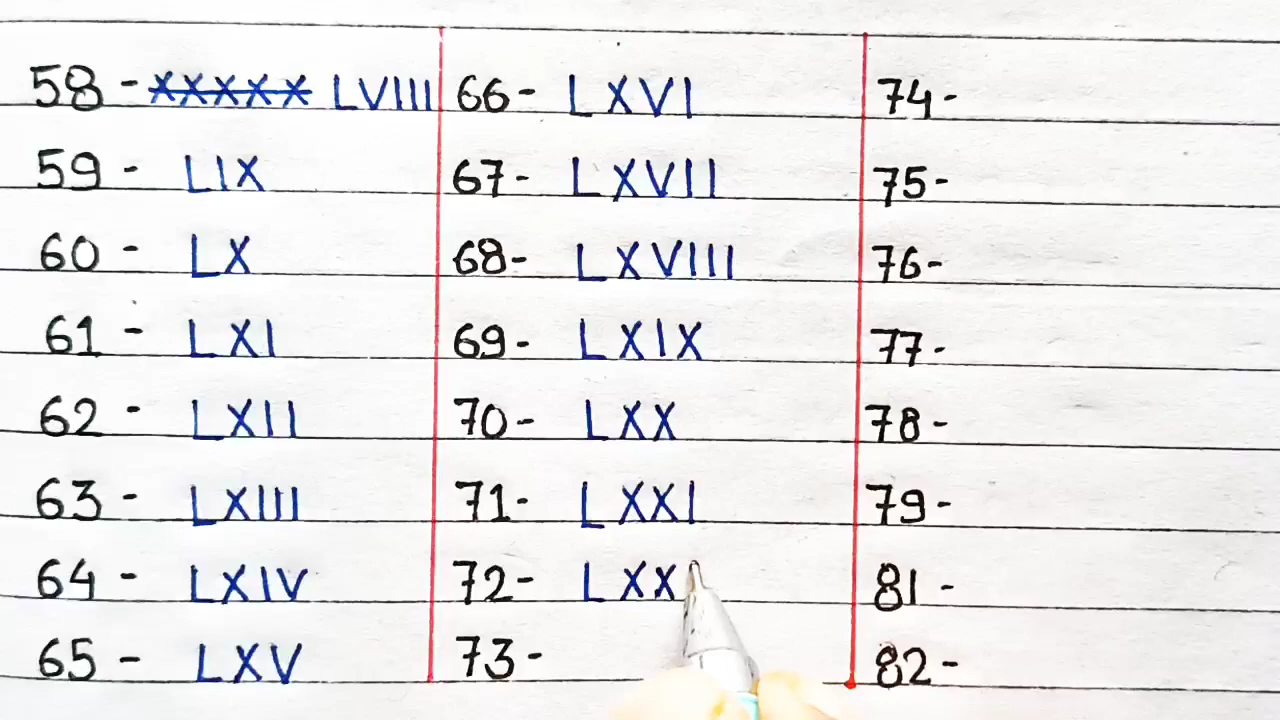 58 - XXXXX LVIII
59 - LIX
60 - LX
61 - LXI
62 - LXII
63 - LXIII
64 - LXIV
65 - LXV
66 - LXVI
67 - LXVII
68 - LXVIII
69 - LXIX
70 - LXX
71 - LXXI
72 - LXX
73 -
74 -
75 -
76 -
77 -
78 -
79 -
81 -
82 -